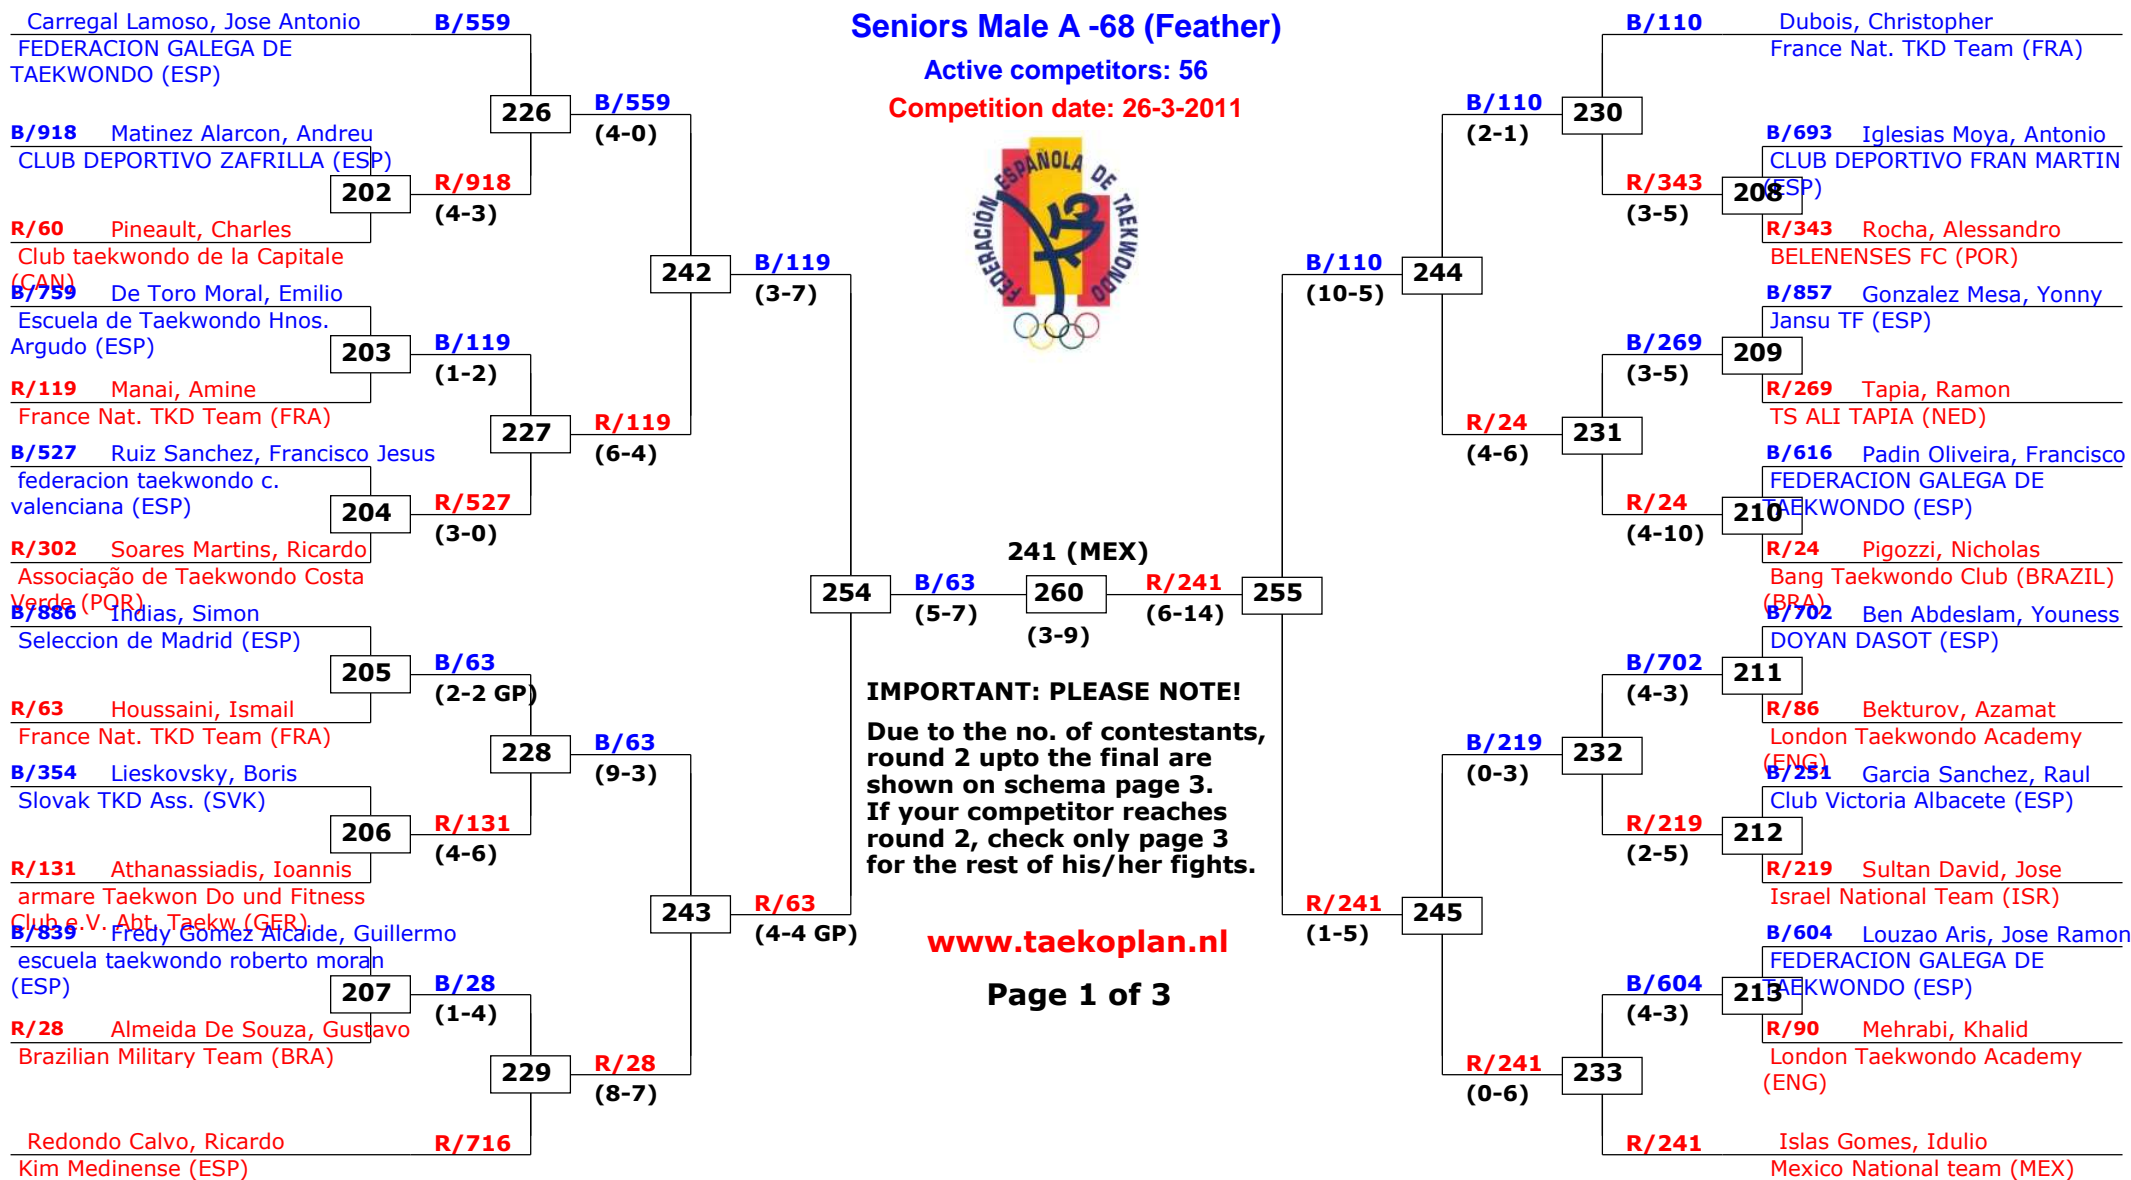 Seniors Male A -68 (Feather)
Active competitors: 56
Competition date: 26-3-2011
FEDERACIÓN ESPAÑOLA DE TAEKWONDO
Carregal Lamoso, Jose Antonio
B/559
FEDERACION GALEGA DE
TAEKWONDO (ESP)
226
B/559
(4-0)
B/918 Matinez Alarcon, Andreu
CLUB DEPORTIVO ZAFRILLA (ESP)
202
R/918
(4-3)
R/60 Pineault, Charles
Club taekwondo de la Capitale
(CAN)
242
B/119
(3-7)
B/759 De Toro Moral, Emilio
Escuela de Taekwondo Hnos.
Argudo (ESP)
203
B/119
(1-2)
R/119 Manai, Amine
France Nat. TKD Team (FRA)
227
R/119
(6-4)
B/527 Ruiz Sanchez, Francisco Jesus
federacion taekwondo c.
valenciana (ESP)
204
R/527
(3-0)
R/302 Soares Martins, Ricardo
Associação de Taekwondo Costa
Verde (POR)
254
B/63
(5-7)
B/886 Indias, Simon
Seleccion de Madrid (ESP)
205
B/63
(2-2 GP)
R/63 Houssaini, Ismail
France Nat. TKD Team (FRA)
228
B/63
(9-3)
B/354 Lieskovsky, Boris
Slovak TKD Ass. (SVK)
206
R/131
(4-6)
R/131 Athanassiadis, Ioannis
armare Taekwon Do und Fitness
Club e.V. Abt. Taekw (GER)
243
R/63
(4-4 GP)
B/839 Fredy Gomez Alcaide, Guillermo
escuela taekwondo roberto moran
(ESP)
207
B/28
(1-4)
R/28 Almeida De Souza, Gustavo
Brazilian Military Team (BRA)
229
R/28
(8-7)
Redondo Calvo, Ricardo
R/716
Kim Medinense (ESP)
241 (MEX)
260
(3-9)
IMPORTANT: PLEASE NOTE!
Due to the no. of contestants,
round 2 upto the final are
shown on schema page 3.
If your competitor reaches
round 2, check only page 3
for the rest of his/her fights.
www.taekoplan.nl
Page 1 of 3
B/110
Dubois, Christopher
France Nat. TKD Team (FRA)
B/110
(2-1)
230
B/693 Iglesias Moya, Antonio
CLUB DEPORTIVO FRAN MARTIN
(ESP)
R/343
(3-5)
208
R/343 Rocha, Alessandro
BELENENSES FC (POR)
B/110
(10-5)
244
B/857 Gonzalez Mesa, Yonny
Jansu TF (ESP)
B/269
(3-5)
209
R/269 Tapia, Ramon
TS ALI TAPIA (NED)
R/24
(4-6)
231
B/616 Padin Oliveira, Francisco
FEDERACION GALEGA DE
TAEKWONDO (ESP)
R/24
(4-10)
210
R/24 Pigozzi, Nicholas
Bang Taekwondo Club (BRAZIL)
(BRA)
R/241
(6-14)
255
B/702 Ben Abdeslam, Youness
DOYAN DASOT (ESP)
B/702
(4-3)
211
R/86 Bekturov, Azamat
London Taekwondo Academy
(ENG)
B/219
(0-3)
232
B/251 Garcia Sanchez, Raul
Club Victoria Albacete (ESP)
R/219
(2-5)
212
R/219 Sultan David, Jose
Israel National Team (ISR)
R/241
(1-5)
245
B/604 Louzao Aris, Jose Ramon
FEDERACION GALEGA DE
TAEKWONDO (ESP)
B/604
(4-3)
213
R/90 Mehrabi, Khalid
London Taekwondo Academy
(ENG)
R/241
(0-6)
233
R/241
Islas Gomes, Idulio
Mexico National team (MEX)